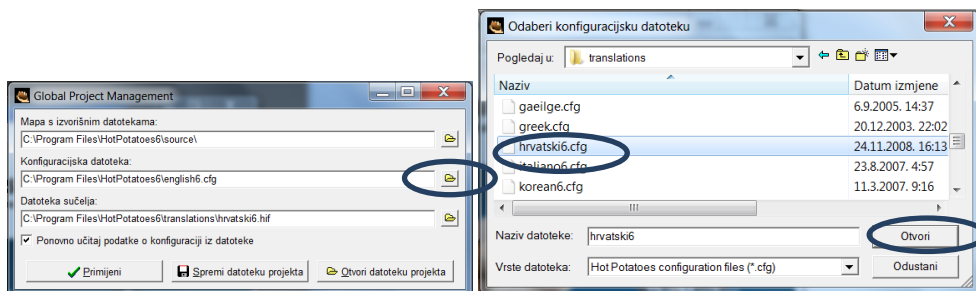 Global Project Management
Mapa s izvorišnim datotekama:
C:\Program Files\HotPotatoes6\source\
Konfiguracijska datoteka:
C:\Program Files\HotPotatoes6\english6.cfg
Datoteka sučelja:
C:\Program Files\HotPotatoes6\translations\hrvatski6.hif
Ponovno učitaj podatke o konfiguraciji iz datoteke
Primijeni Spremi datoteku projekta Otvori datoteku projekta
Odaberi konfiguracijsku datoteku
Pogledaj u: translations
Naziv Datum izmjene
gaeilge.cfg 6.9.2005. 14:37
greek.cfg 20.12.2003. 22:02
hrvatski6.cfg 24.11.2008. 16:13
italiano6.cfg 23.8.2007. 4:57
korean6.cfg 11.3.2007. 9:16
Naziv datoteke: hrvatski6 Otvori
Vrste datoteka: Hot Potatoes configuration files (*.cfg) Odustani